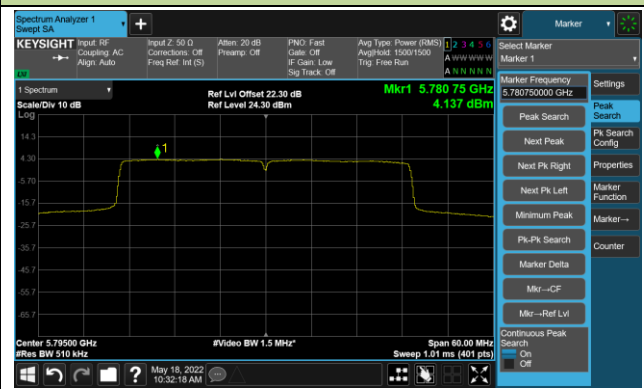 Spectrum Analyzer 1
Swept SA
+
Marker
KEYSIGHT
Input: RF
Coupling: AC
Align: Auto
Input Z: 50 Ω
Corrections: Off
Freq Ref: Int (S)
Atten: 20 dB
Preamp: Off
PNO: Fast
Gate: Off
IF Gain: Low
Sig Track: Off
Avg Type: Power (RMS)
Avg|Hold: 1500/1500
Trig: Free Run
1 2 3 4 5 6
A W W W W W
A N N N N N
Select Marker
Marker 1
1 Spectrum
Scale/Div 10 dB
Log
Ref Lvl Offset 22.30 dB
Ref Level 24.30 dBm
Mkr1 5.780 75 GHz
4.137 dBm
14.3
4.30
-5.70
-15.7
-25.7
-35.7
-45.7
-55.7
-65.7
1
Center 5.79500 GHz
#Res BW 510 kHz
#Video BW 1.5 MHz*
Span 60.00 MHz
Sweep 1.01 ms (401 pts)
Marker Frequency
5.780750000 GHz
Peak Search
Next Peak
Next Pk Right
Next Pk Left
Minimum Peak
Pk-Pk Search
Marker Delta
Mkr→CF
Mkr→Ref Lvl
Continuous Peak
Search
On
Off
Settings
Peak
Search
Pk Search
Config
Properties
Marker
Function
Marker→
Counter
?
May 18, 2022
10:32:18 AM